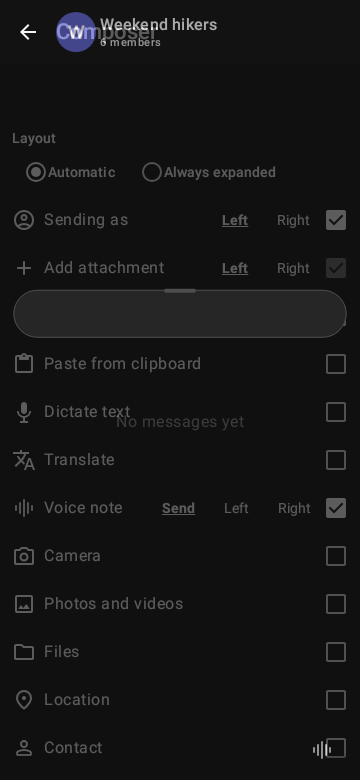 Composer
W
Weekend hikers
6 members
Layout
Automatic Always expanded
Sending as Left Right
Add attachment Left Right
Paste from clipboard
Dictate text
No messages yet
Translate
Voice note Send Left Right
Camera
Photos and videos
Files
Location
Contact